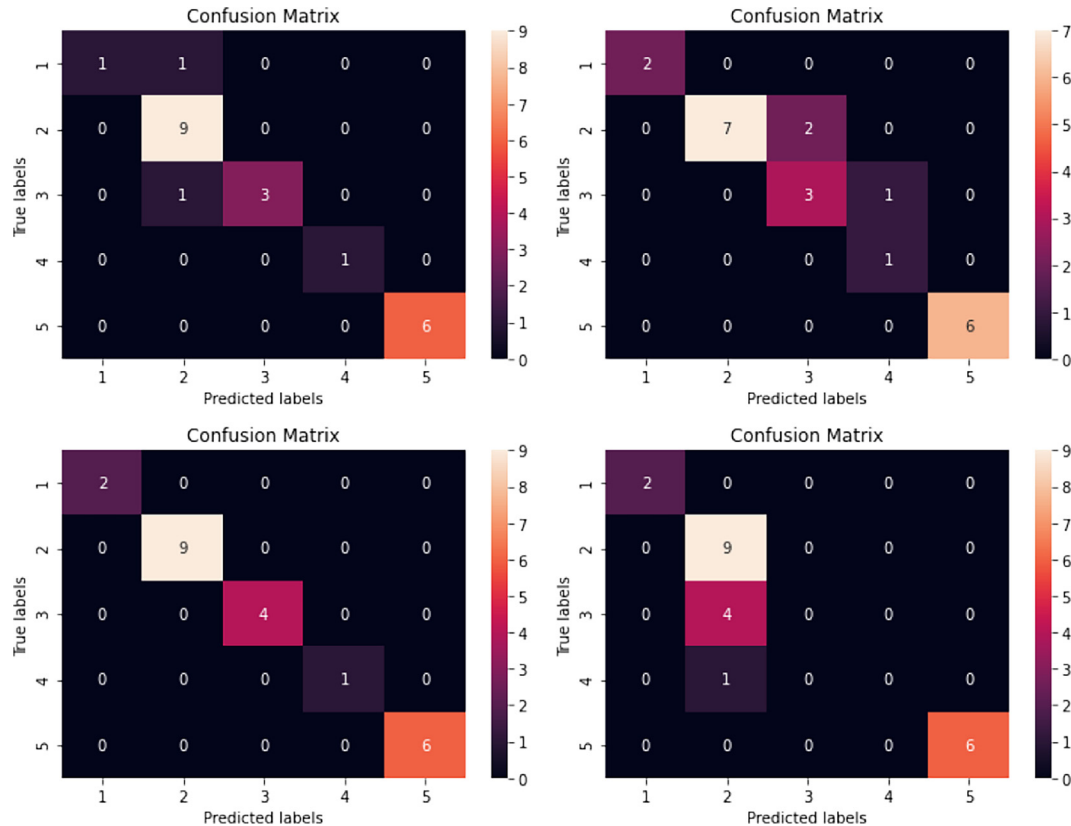 Confusion Matrix
1 1 1 0 0 0
2 0 9 0 0 0
3 0 1 3 0 0
4 0 0 0 1 0
5 0 0 0 0 6
1 2 3 4 5
Predicted labels
True labels
9
8
7
6
5
4
3
2
1
0
Confusion Matrix
1 2 0 0 0 0
2 0 7 2 0 0
3 0 0 3 1 0
4 0 0 0 1 0
5 0 0 0 0 6
1 2 3 4 5
Predicted labels
True labels
7
6
5
4
3
2
1
0
Confusion Matrix
1 2 0 0 0 0
2 0 9 0 0 0
3 0 0 4 0 0
4 0 0 0 1 0
5 0 0 0 0 6
1 2 3 4 5
Predicted labels
True labels
9
8
7
6
5
4
3
2
1
0
Confusion Matrix
1 2 0 0 0 0
2 0 9 0 0 0
3 0 4 0 0 0
4 0 1 0 0 0
5 0 0 0 0 6
1 2 3 4 5
Predicted labels
True labels
9
8
7
6
5
4
3
2
1
0